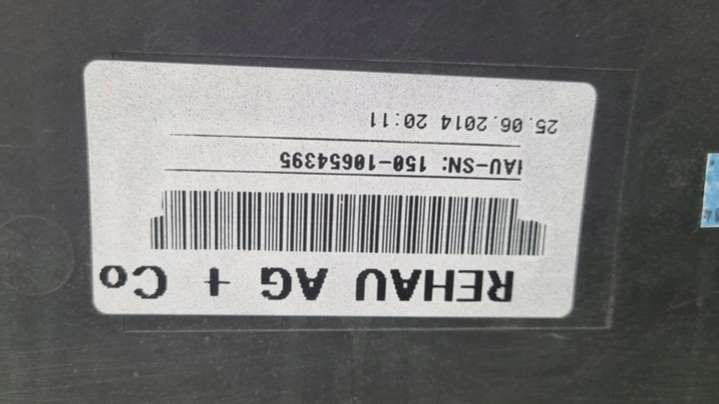 REHAU AG + Co
IAU-SN: 150-10654395
25.06.2014 20:11